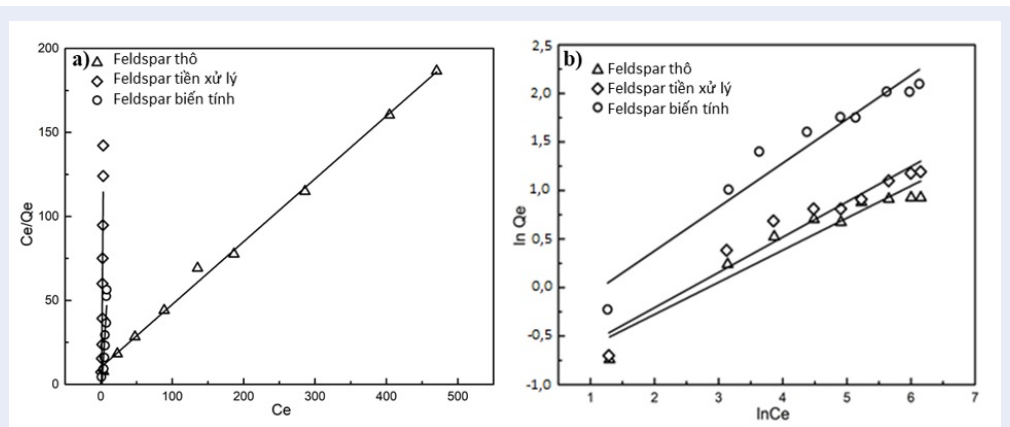 a)
Feldspar thô
Feldspar tiền xử lý
Feldspar biến tính
200
150
100
50
0
Ce/Qe
0 100 200 300 400 500
Ce
b)
Feldspar thô
Feldspar tiền xử lý
Feldspar biến tính
2,5
2,0
1,5
1,0
0,5
0,0
-0,5
-1,0
ln Qe
1 2 3 4 5 6 7
lnCe